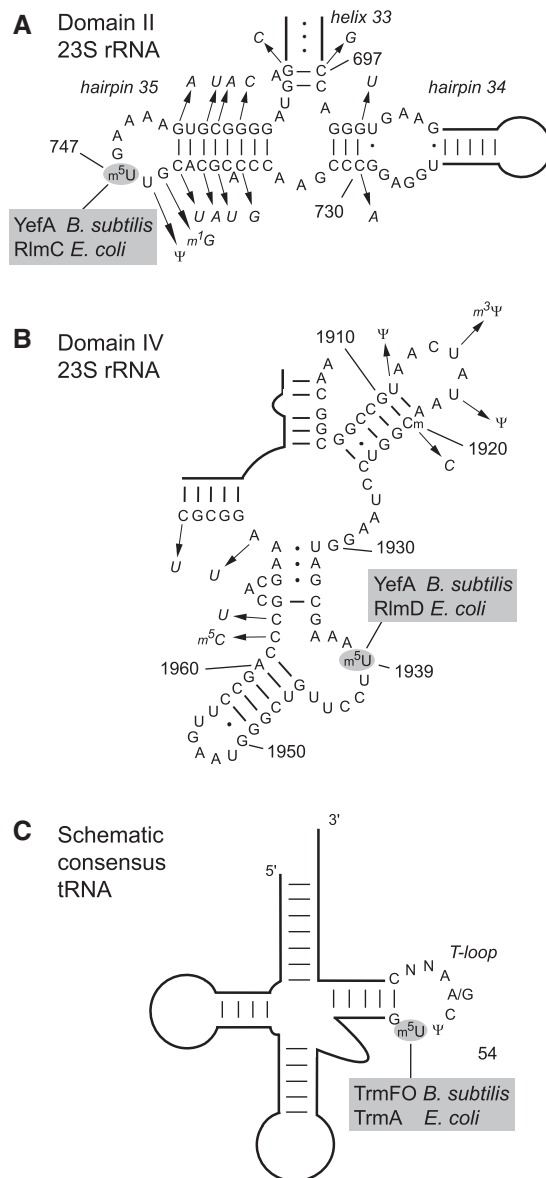 A Domain II
23S rRNA
helix 33
C G
697
hairpin 35
A U A C
U
hairpin 34
A G C
G C
U A
A
G A A A A G U G C G G G G
G G G U G A A G
747
m⁵U U G
A A G
C C C G G A G G U
YefA B. subtilis
RlmC E. coli
U A U G
730
A
m¹G
Ψ
B Domain IV
23S rRNA
1910
Ψ
m³Ψ
A
A
C
G
G
C
G G C C G U A A C U A U A A Cm G G U
Ψ
1920
C
C C U A A G G
1930
C G C G G
U
A
U
A A G G C C C
A C C
U A G C G A A A
YefA B. subtilis
RlmD E. coli
m⁵U
1939
U
m⁵C
U C C U U G U
1960
A G C C U U G A A U G G G C
1950
C Schematic
consensus
tRNA
3'
5'
T-loop
C N N A
A/G
C
G m⁵U Ψ
54
TrmFO B. subtilis
TrmA E. coli